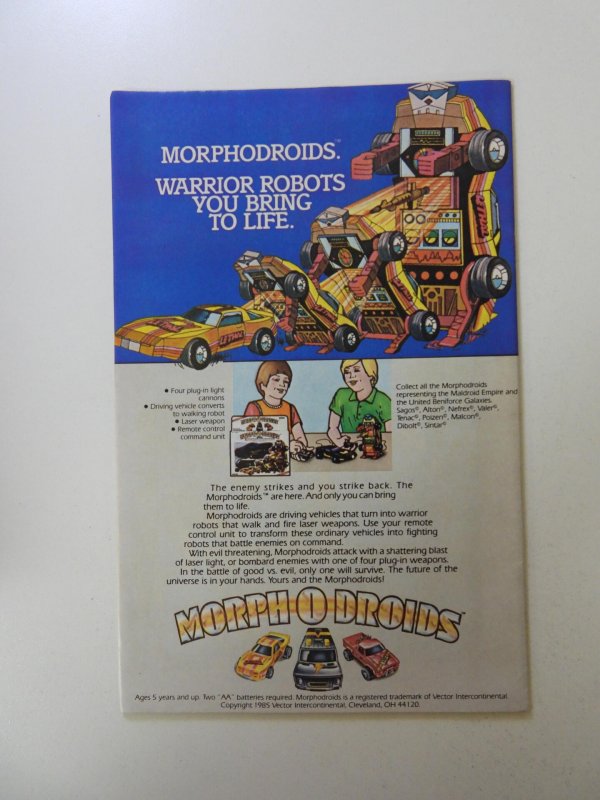 MORPHODROIDS.™
WARRIOR ROBOTS
YOU BRING
TO LIFE.
• Four plug-in light
cannons
• Driving vehicle converts
to walking robot
• Laser weapon
• Remote control
command unit
Collect all the Morphodroids
representing the Maldroid Empire and
the United Beniforce Galaxies.
Sagos®, Alton®, Nefrex®, Valer®,
Tenac®, Poizen®, Malcon®,
Dibolt®, Sintar®
The enemy strikes and you strike back. The
Morphodroids™ are here. And only you can bring
them to life.
Morphodroids are driving vehicles that turn into warrior
robots that walk and fire laser weapons. Use your remote
control unit to transform these ordinary vehicles into fighting
robots that battle enemies on command.
With evil threatening, Morphodroids attack with a shattering blast
of laser light, or bombard enemies with one of four plug-in weapons.
In the battle of good vs. evil, only one will survive. The future of the
universe is in your hands. Yours and the Morphodroids!
MORPH O DROIDS™
Ages 5 years and up. Two "AA" batteries required. Morphodroids is a registered trademark of Vector Intercontinental.
Copyright 1985 Vector Intercontinental, Cleveland, OH 44120.